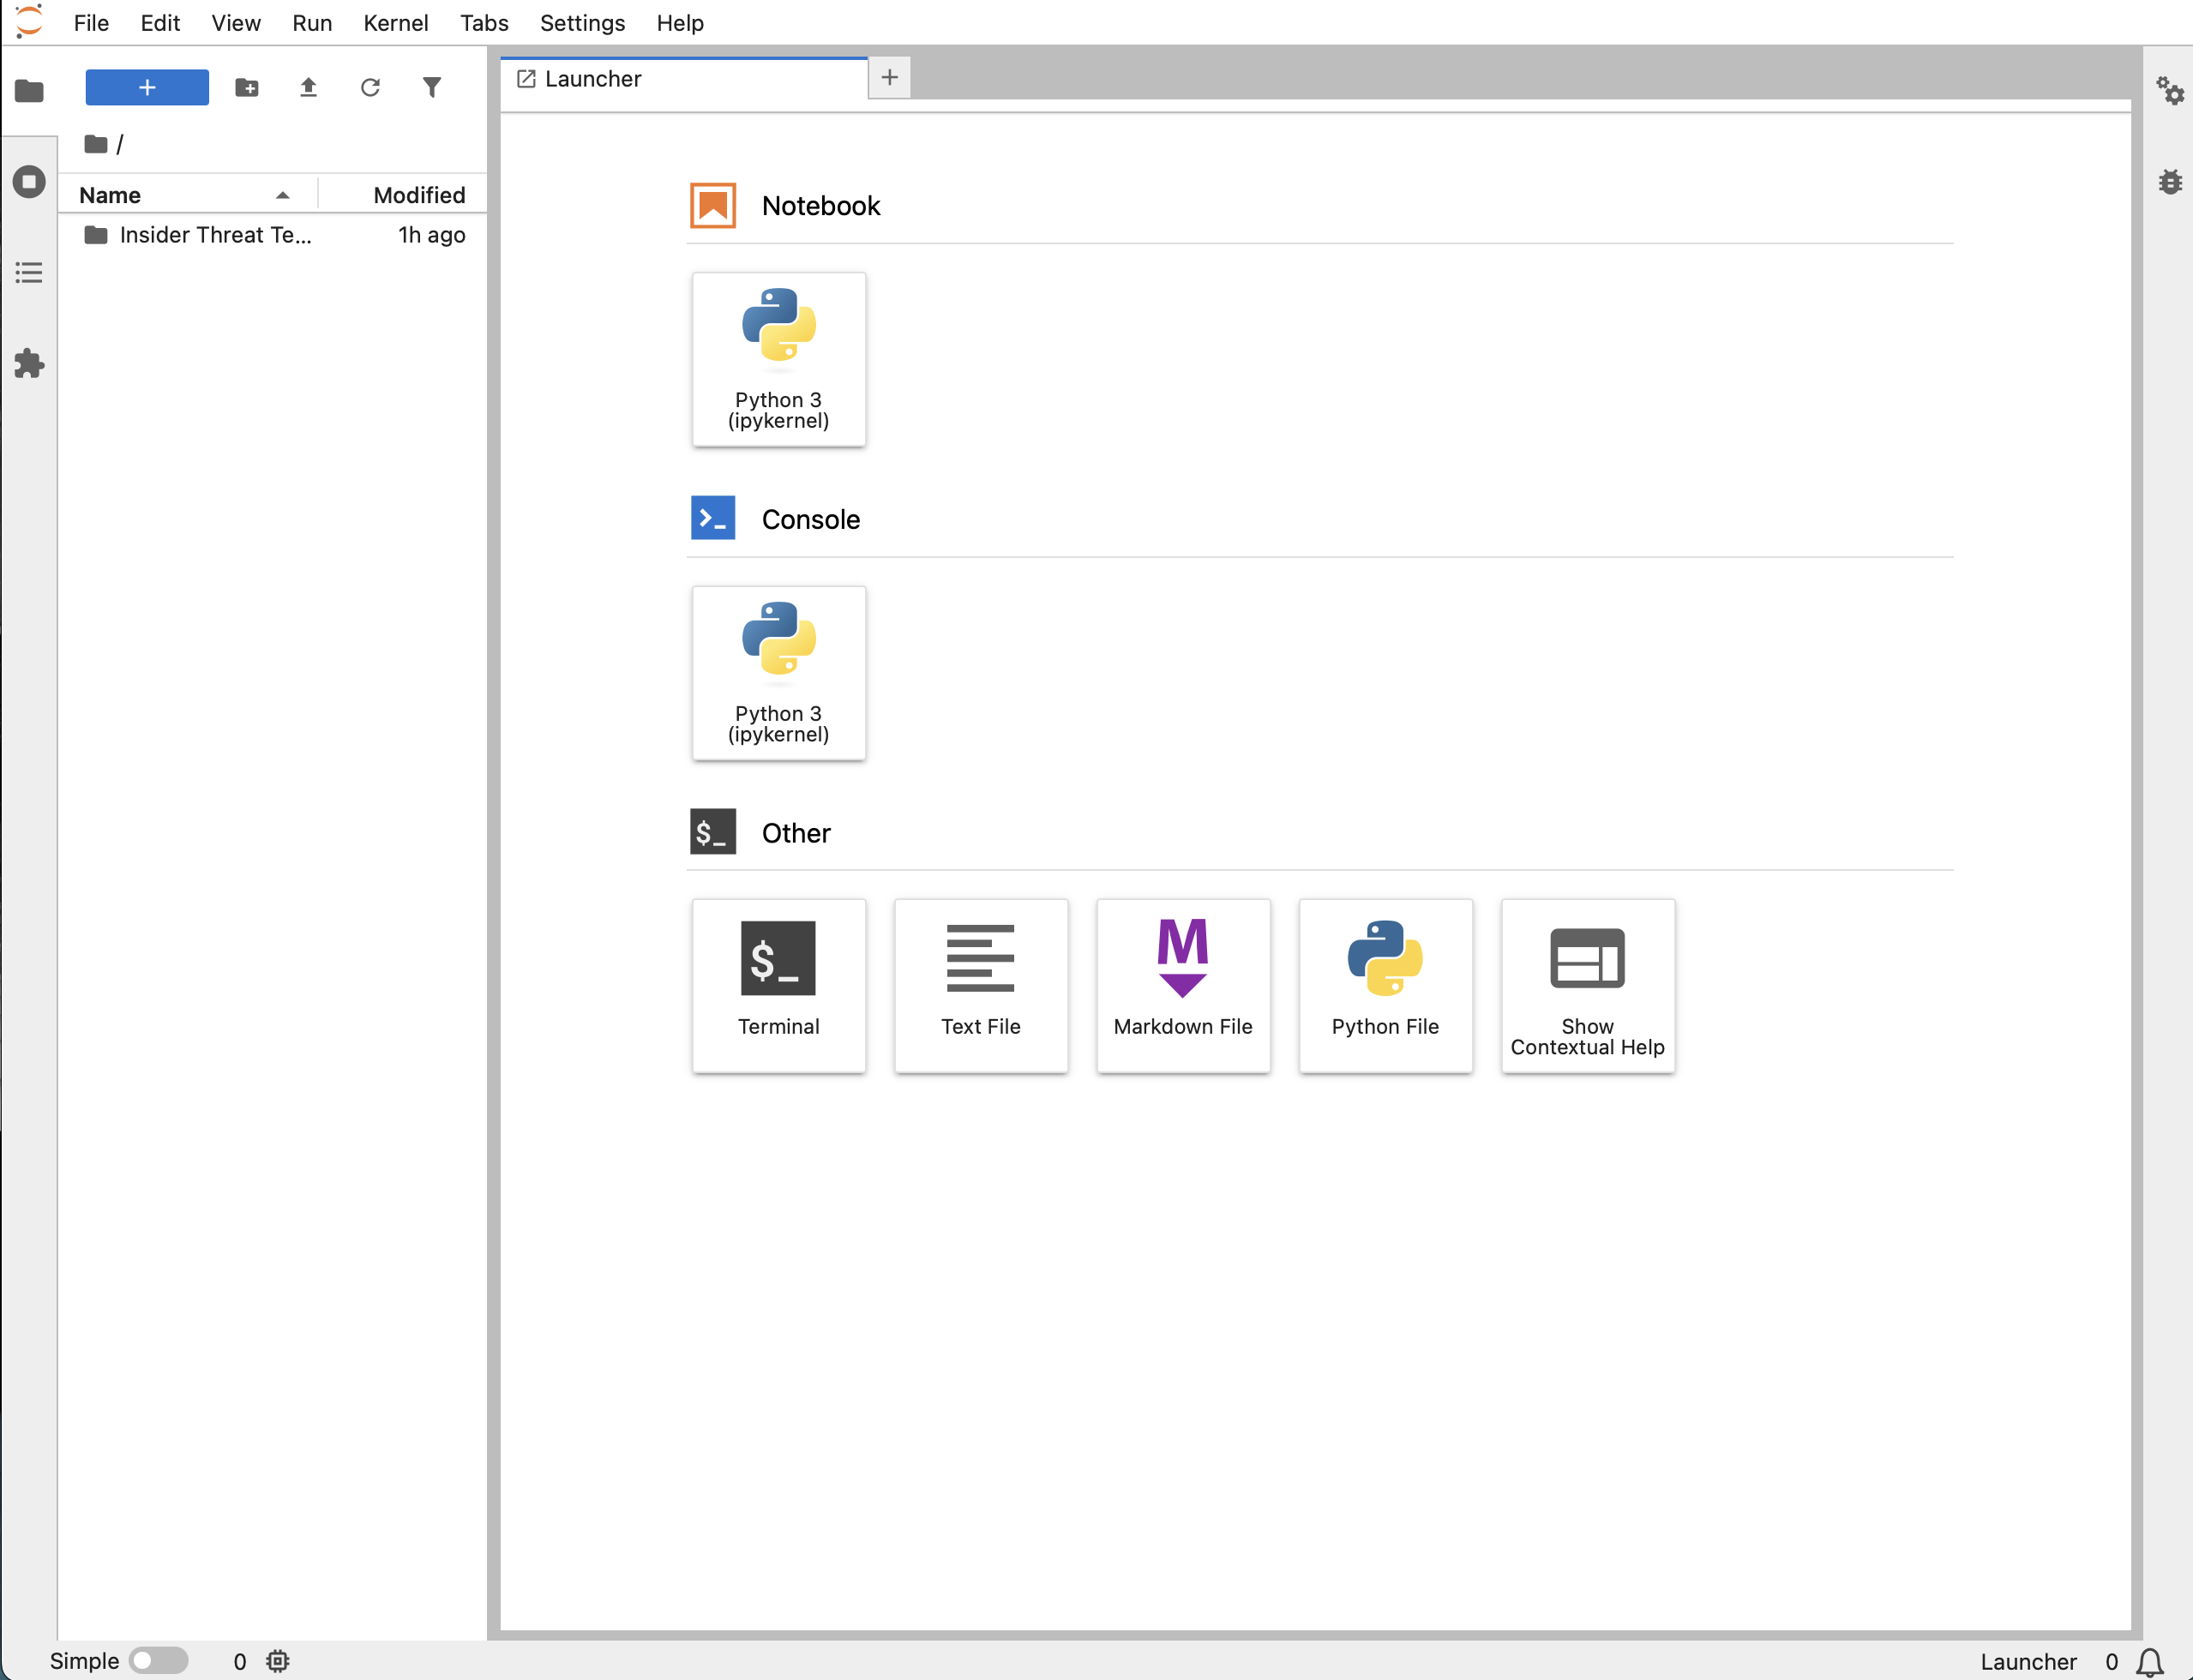 File Edit View Run Kernel Tabs Settings Help
Launcher
/
Name Modified
Insider Threat Te... 1h ago
Notebook
Python 3
(ipykernel)
Console
Python 3
(ipykernel)
$_ Other
$_
Terminal
Text File
M
Markdown File
Python File
Show
Contextual Help
Simple 0 Launcher 0